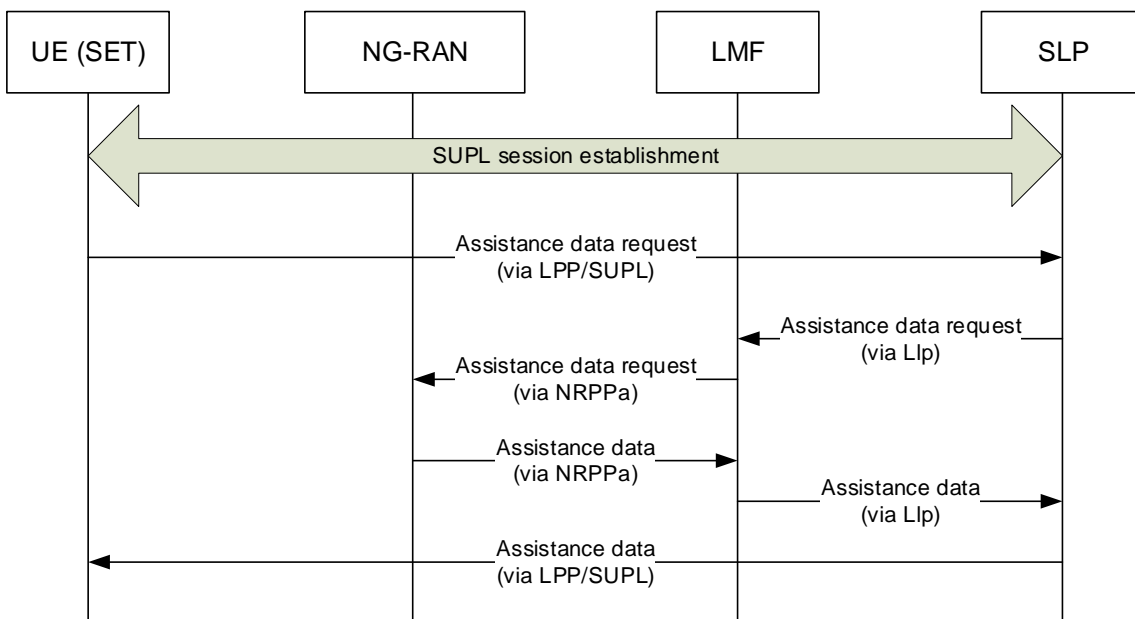 UE (SET)
NG-RAN
LMF
SLP
SUPL session establishment
Assistance data request
(via LPP/SUPL)
Assistance data request
(via Llp)
Assistance data request
(via NRPPa)
Assistance data
(via NRPPa)
Assistance data
(via Llp)
Assistance data
(via LPP/SUPL)